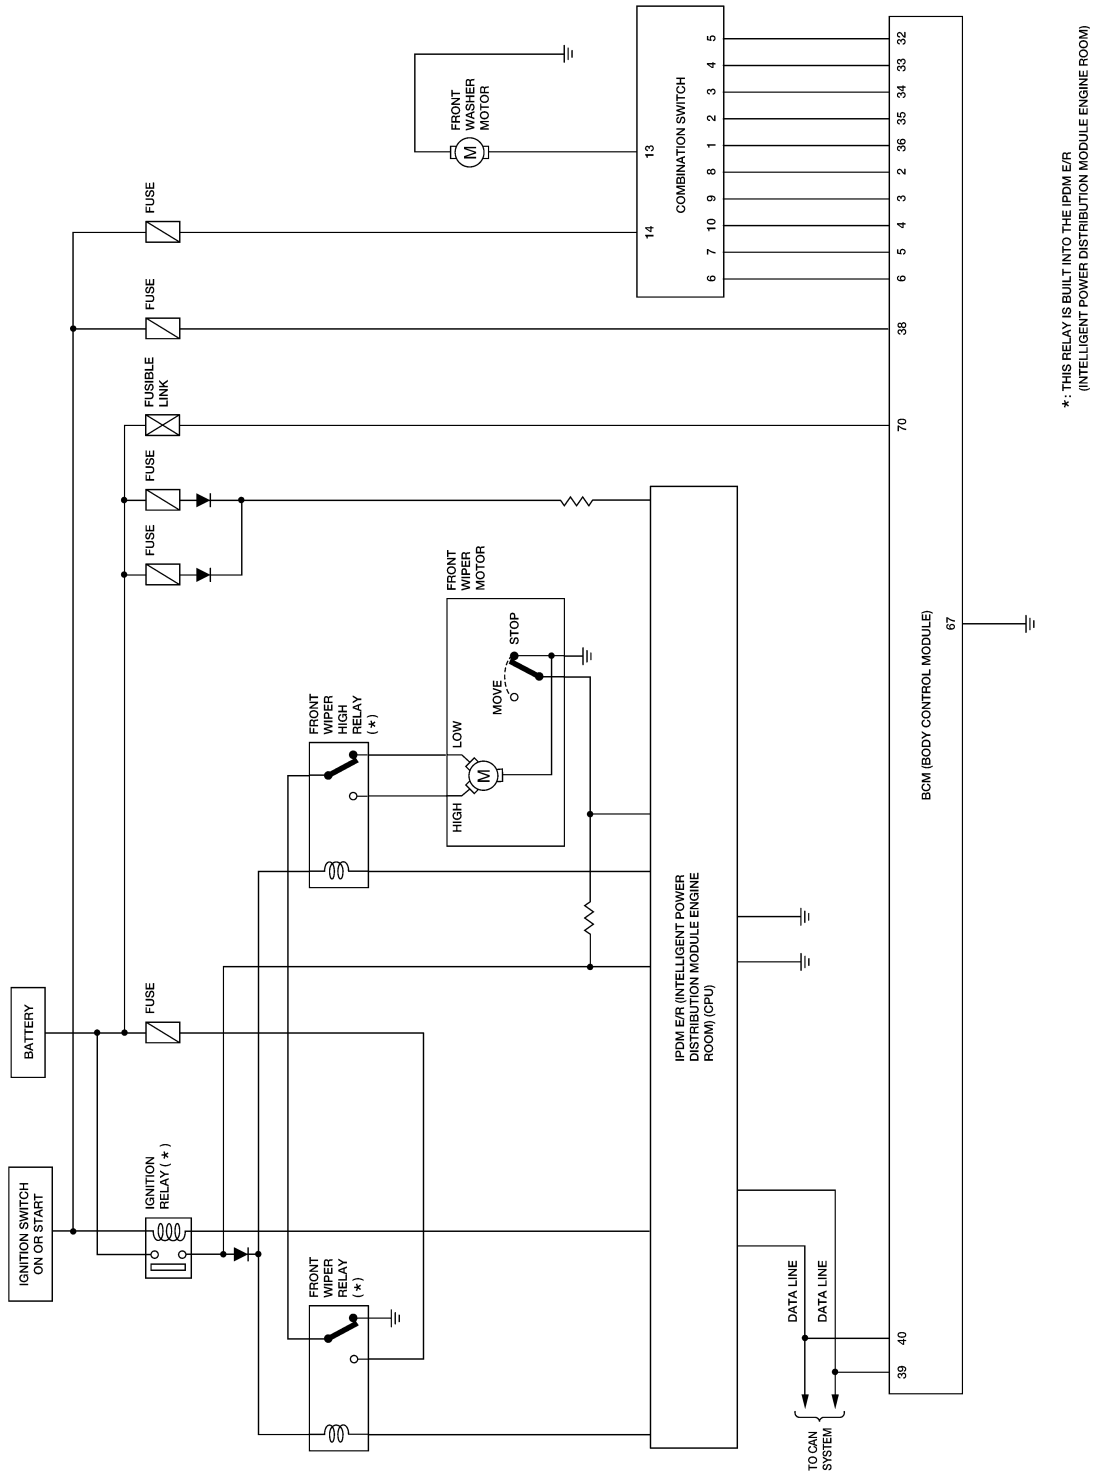 IGNITION SWITCH
ON OR START
BATTERY
IGNITION
RELAY ( * )
FUSE
FUSE
FUSE
FUSIBLE
LINK
FUSE
FUSE
FRONT
WIPER
RELAY
( * )
FRONT
WIPER
HIGH
RELAY
( * )
FRONT
WIPER
MOTOR
HIGH
LOW
M
MOVE
STOP
FRONT
WASHER
MOTOR
M
14
13
COMBINATION SWITCH
6
7
10
9
8
1
2
3
4
5
IPDM E/R (INTELLIGENT POWER
DISTRIBUTION MODULE ENGINE
ROOM) (CPU)
DATA LINE
DATA LINE
TO CAN
SYSTEM
39
40
70
38
6
5
4
3
2
36
35
34
33
32
BCM (BODY CONTROL MODULE)
67
* : THIS RELAY IS BUILT INTO THE IPDM E/R
(INTELLIGENT POWER DISTRIBUTION MODULE ENGINE ROOM)